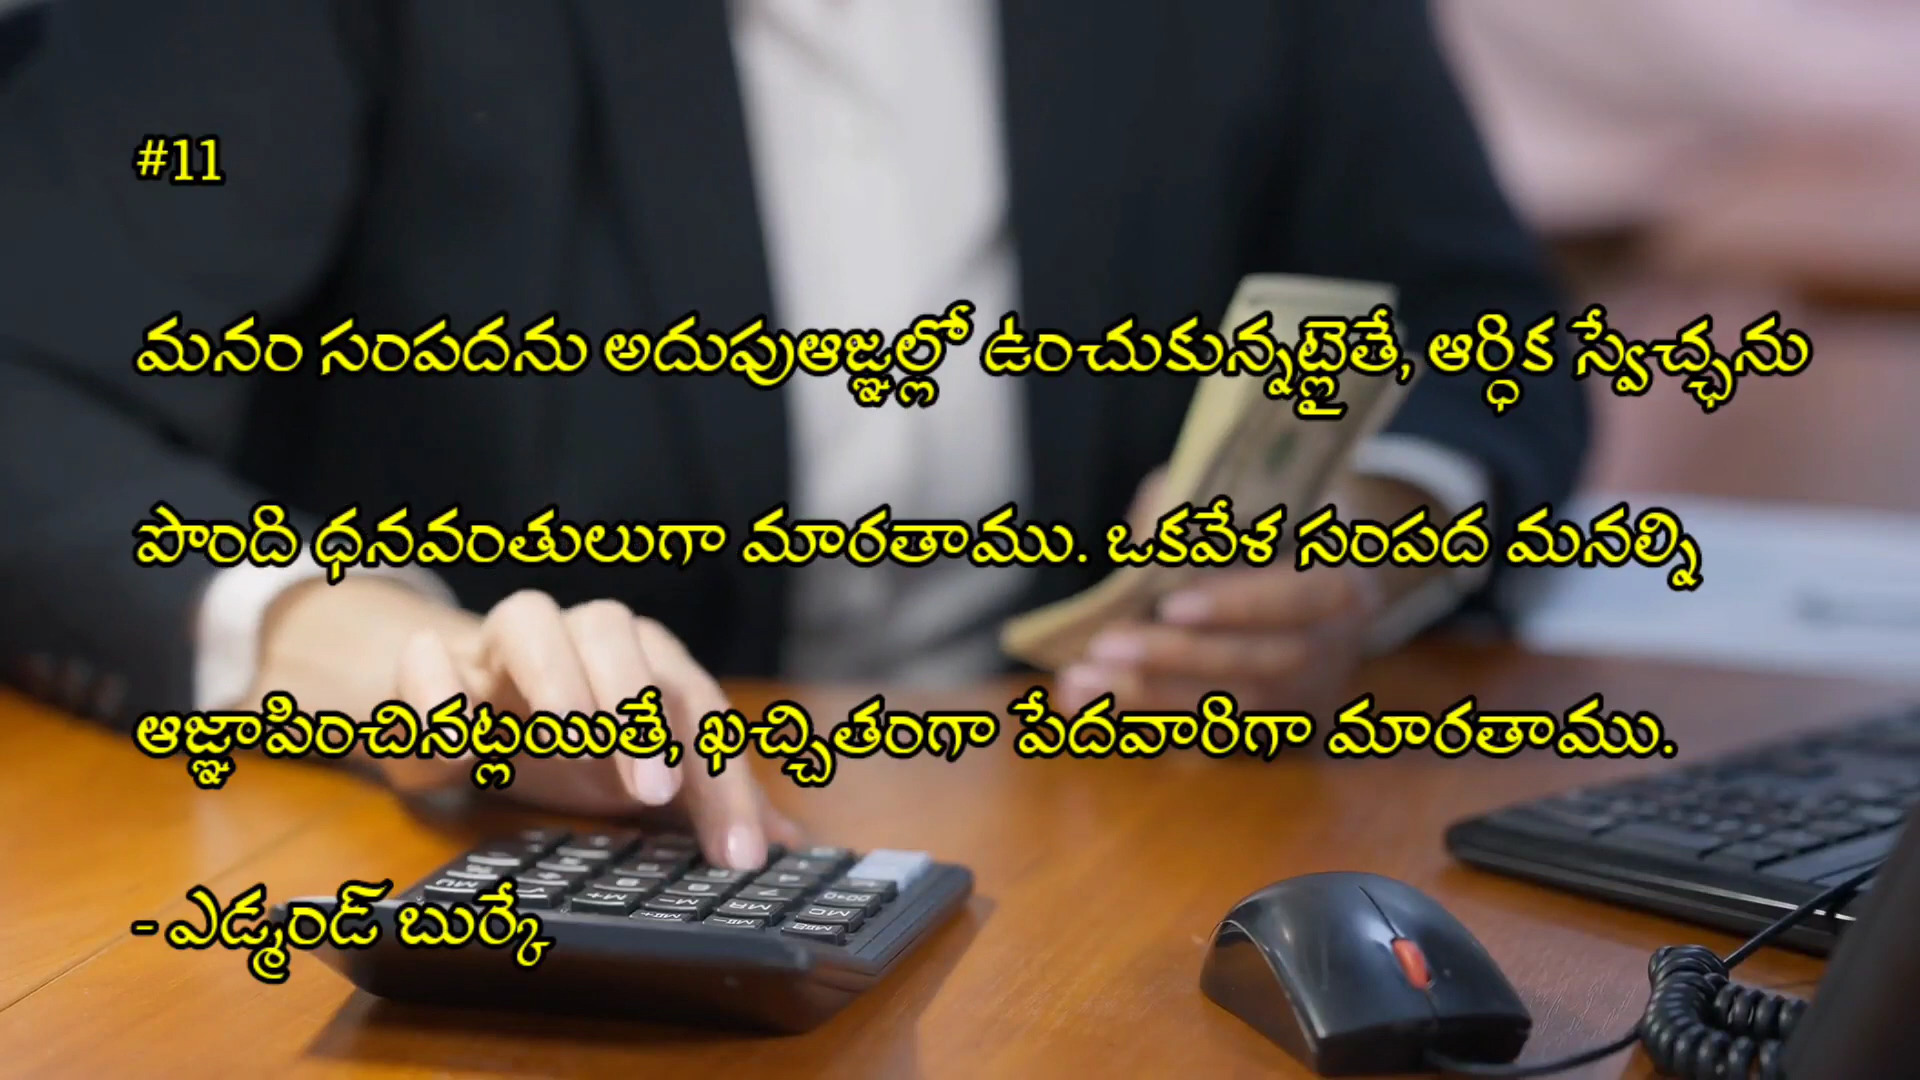 #11
మనం సంపదను అదుపుఆజ్ఞల్లో ఉంచుకున్నట్లైతే, ఆర్ధిక స్వేచ్ఛను
పొంది ధనవంతులుగా మారతాము. ఒకవేళ సంపద మనల్ని
ఆజ్ఞాపించినట్లయితే, ఖచ్చితంగా పేదవారిగా మారతాము.
- ఎడ్మండ్ బుర్కే